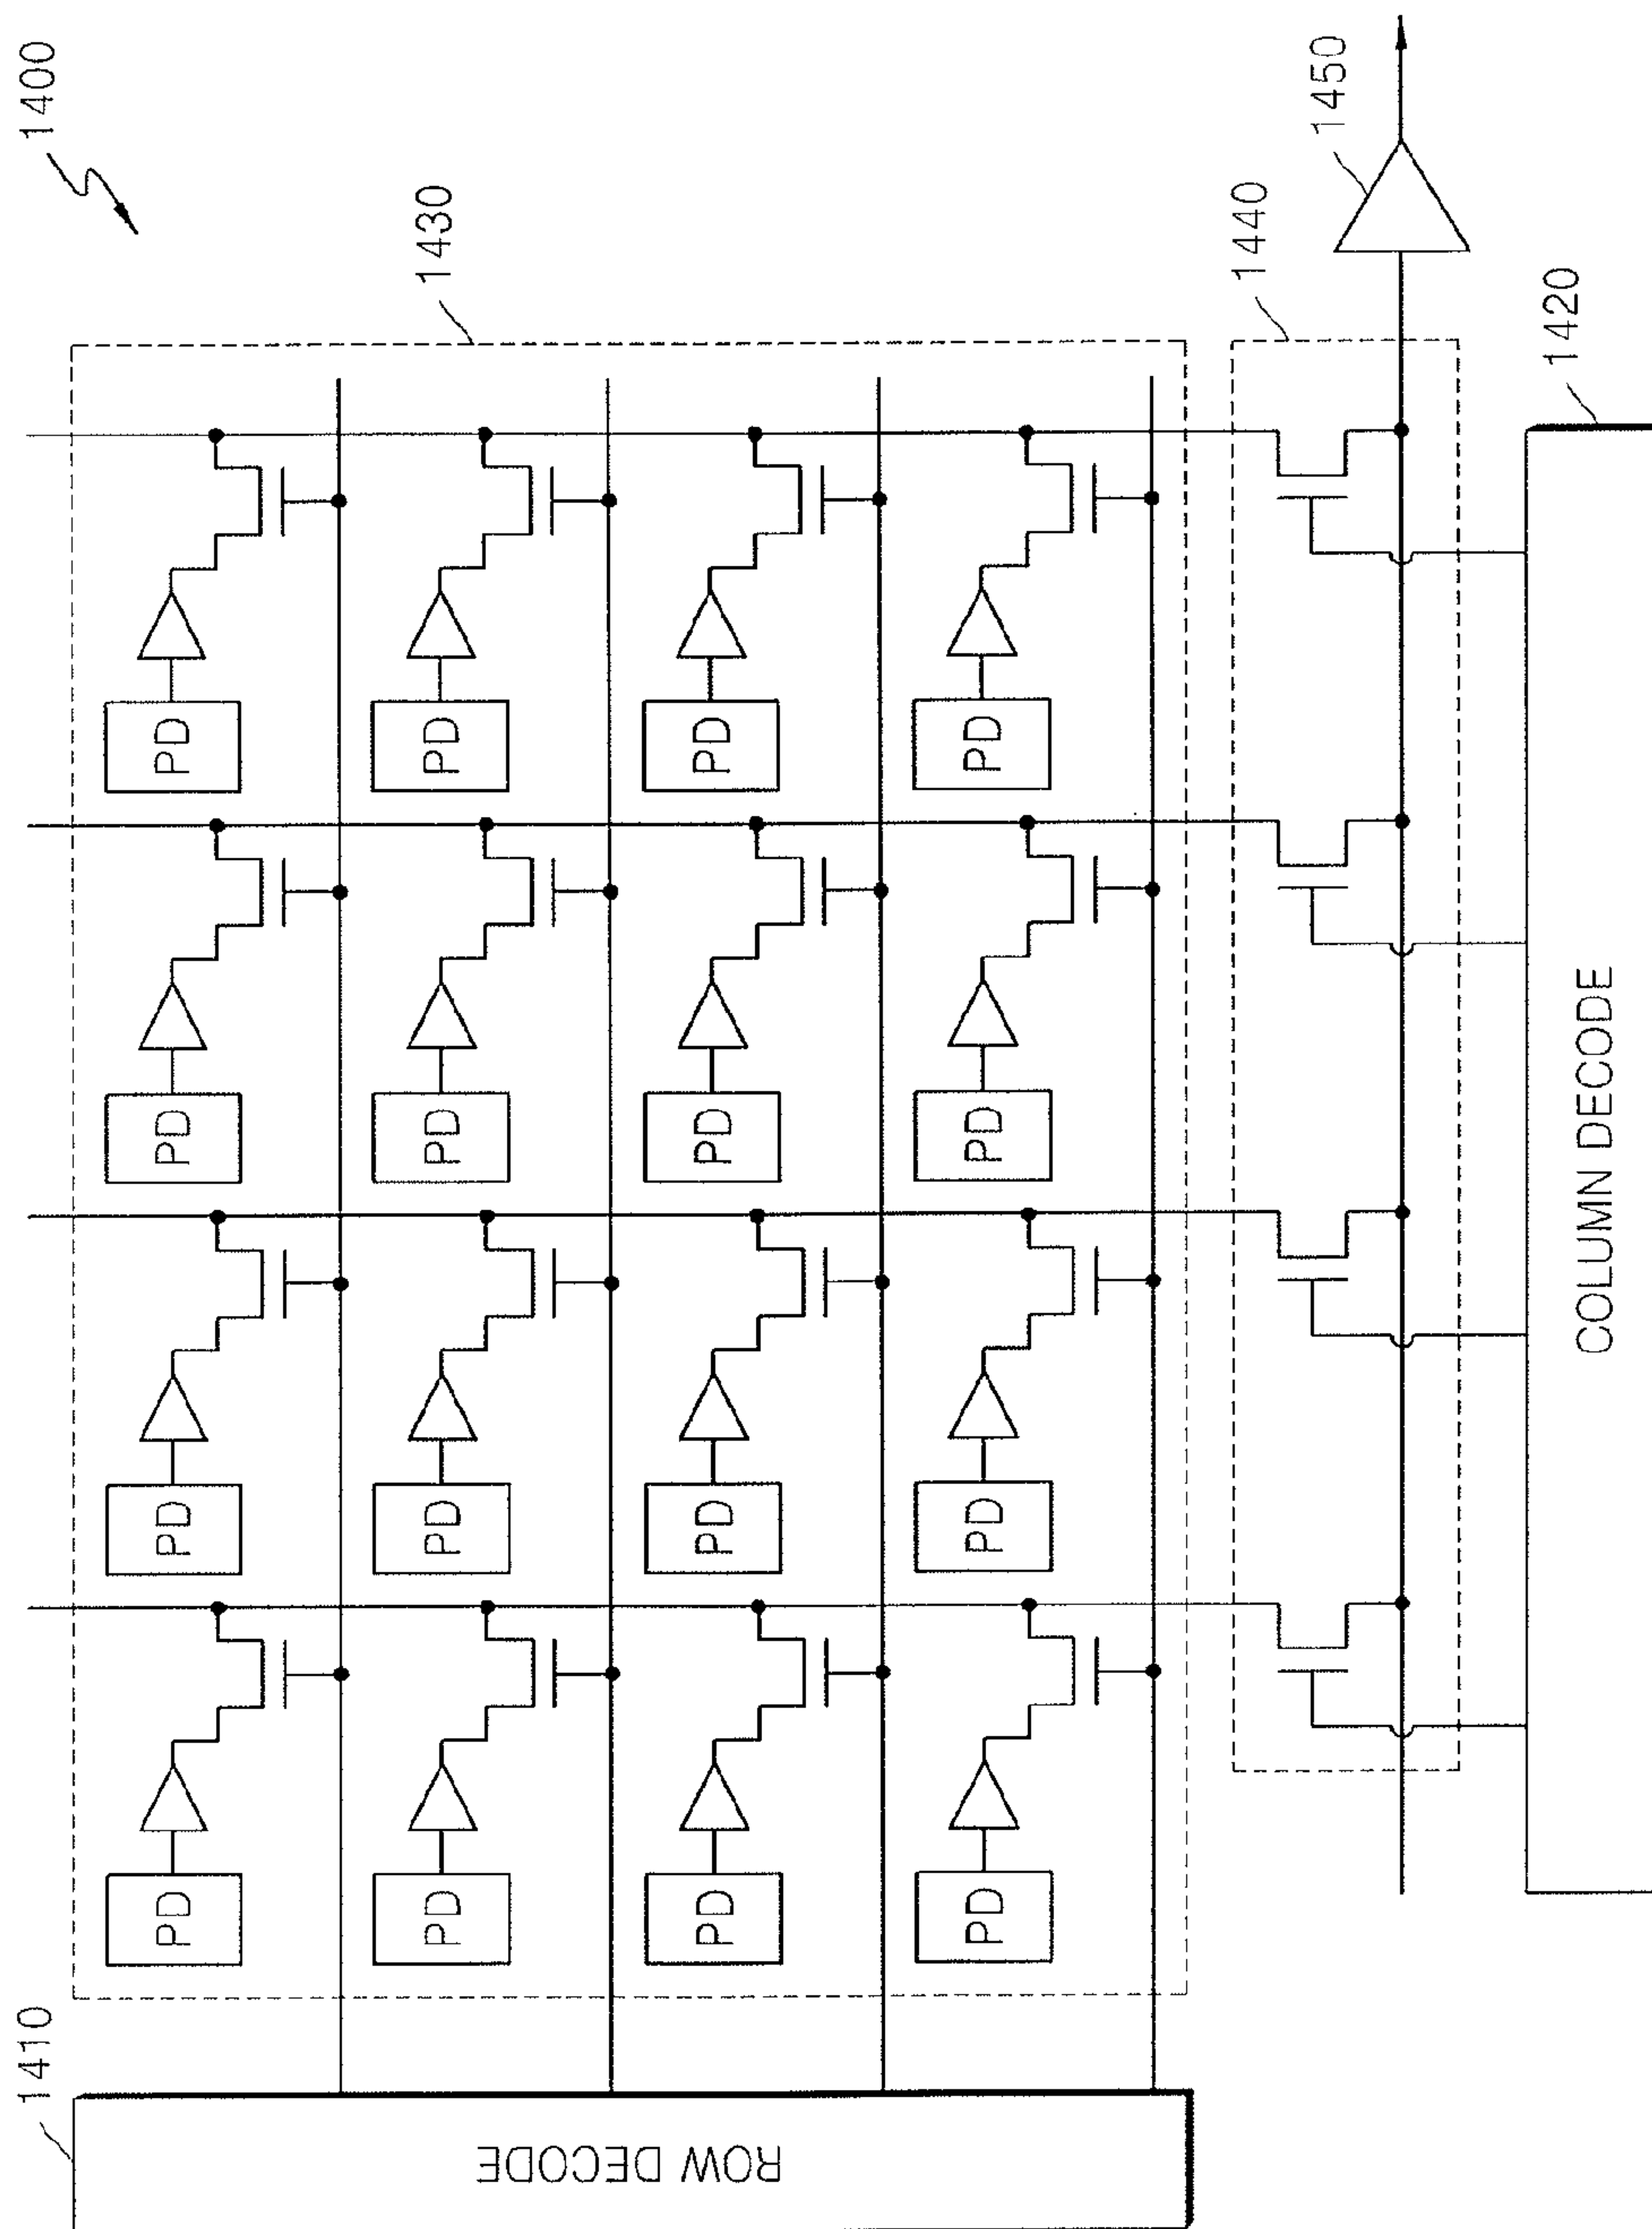 1400
1410
1430
PD PD PD PD
PD PD PD PD
PD PD PD PD
PD PD PD PD
ROW DECODE
1440
1450
1420
COLUMN DECODE